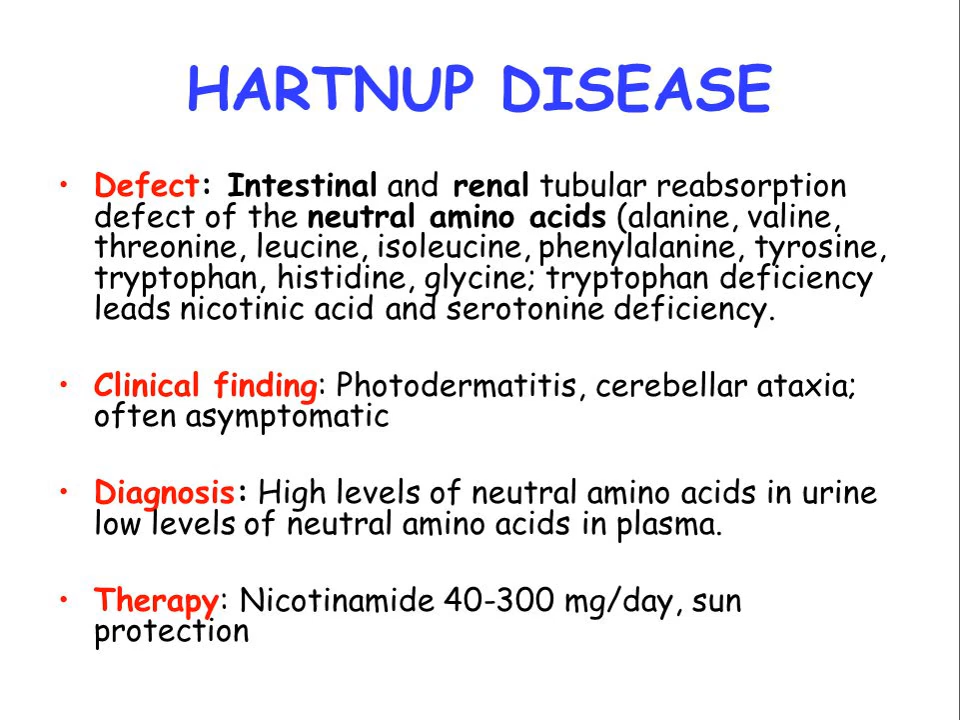 HARTNUP DISEASE
• Defect: Intestinal and renal tubular reabsorption
defect of the neutral amino acids (alanine, valine,
threonine, leucine, isoleucine, phenylalanine, tyrosine,
tryptophan, histidine, glycine; tryptophan deficiency
leads nicotinic acid and serotonine deficiency.
• Clinical finding: Photodermatitis, cerebellar ataxia;
often asymptomatic
• Diagnosis: High levels of neutral amino acids in urine
low levels of neutral amino acids in plasma.
• Therapy: Nicotinamide 40-300 mg/day, sun
protection